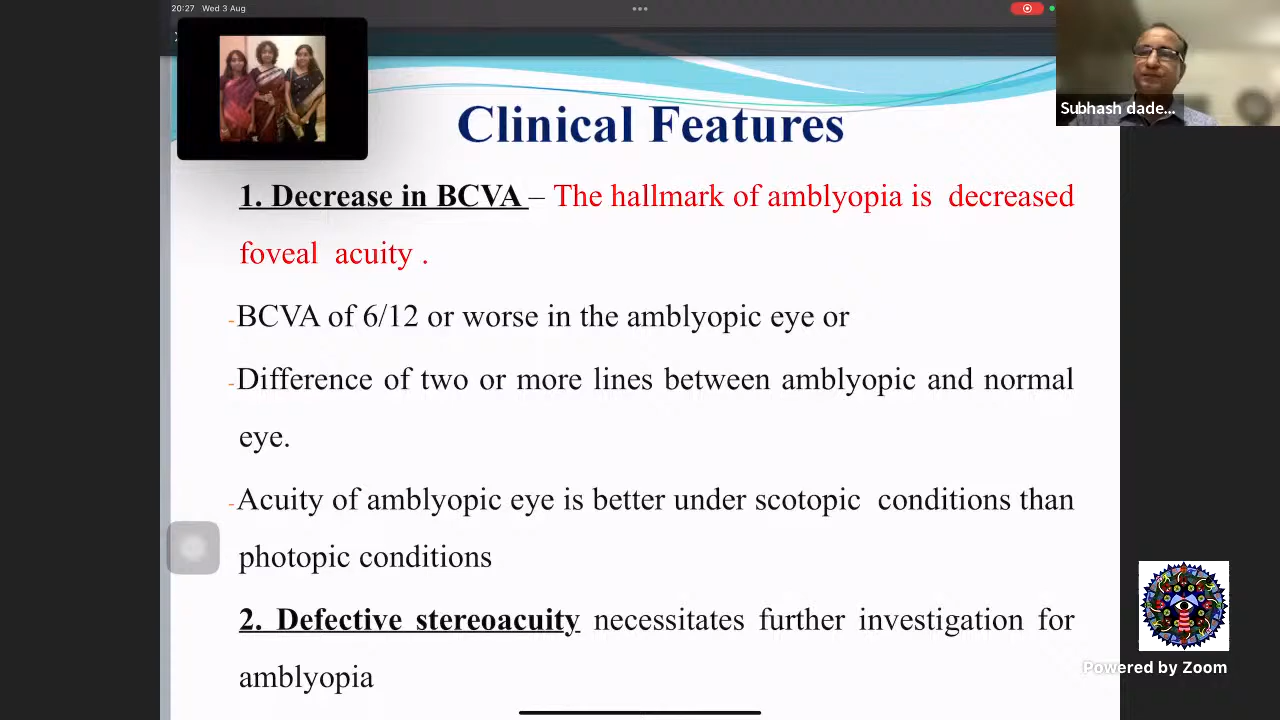 20:27 Wed 3 Aug
Subhash dade...
Clinical Features
1. Decrease in BCVA – The hallmark of amblyopia is decreased
foveal acuity .
-BCVA of 6/12 or worse in the amblyopic eye or
-Difference of two or more lines between amblyopic and normal
eye.
-Acuity of amblyopic eye is better under scotopic conditions than
photopic conditions
2. Defective stereoacuity necessitates further investigation for
amblyopia
Powered by Zoom